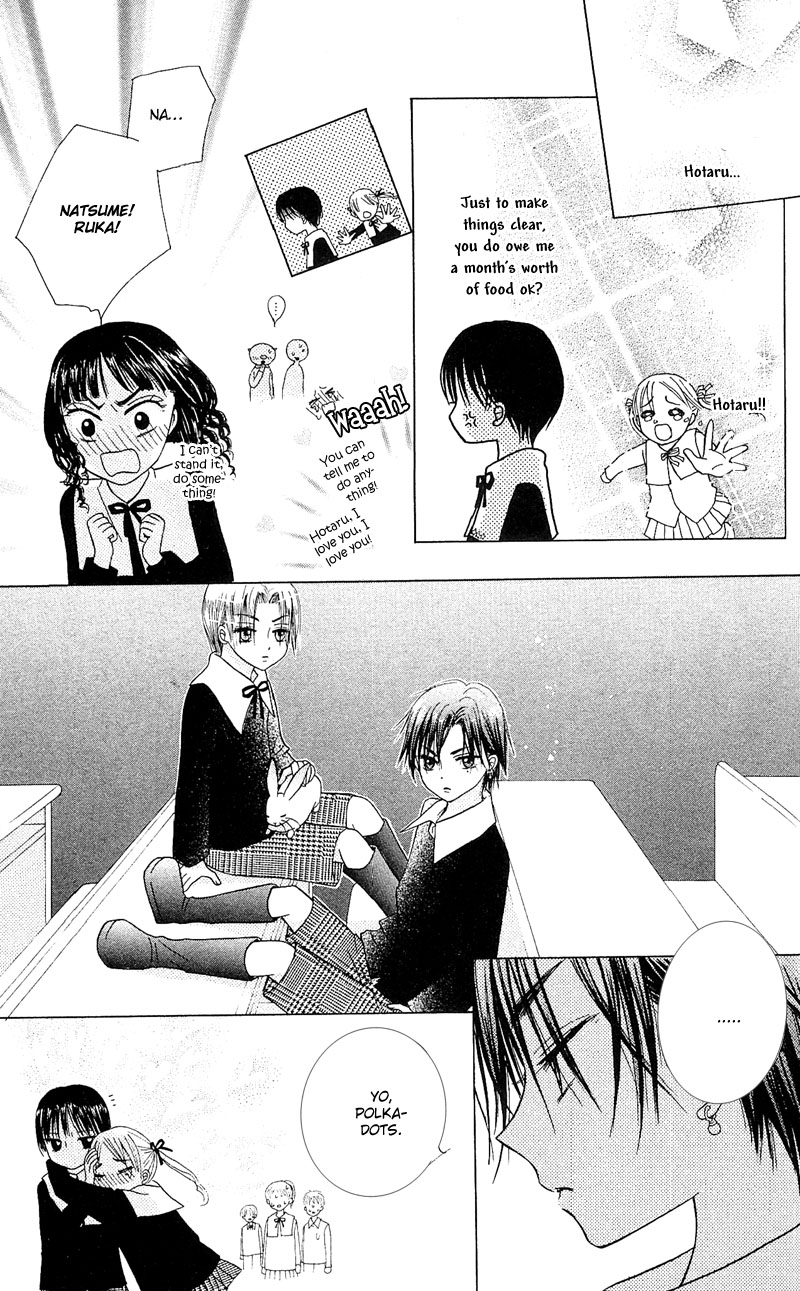 Hotaru...
Just to make
things clear,
you do owe me
a month's worth
of food ok?
Hotaru!!
NA...
NATSUME!
RUKA!
...
Waaah!
You can
tell me to
do any-
thing!
Hotaru, I
love you, I
love you!
I can't
stand it,
do some-
thing!
.....
YO,
POLKA-
DOTS.